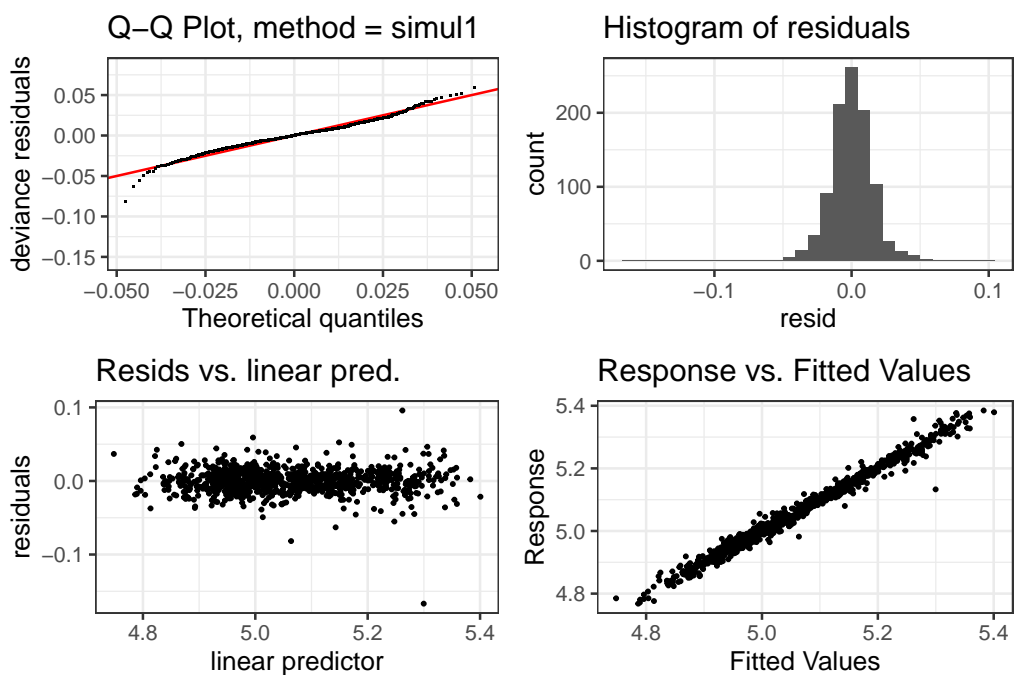 Q−Q Plot, method = simul1
deviance residuals
0.05
0.00
−0.05
−0.10
−0.15
−0.050 −0.025 0.000 0.025 0.050
Theoretical quantiles
Histogram of residuals
count
200
100
0
−0.1 0.0 0.1
resid
Resids vs. linear pred.
residuals
0.1
0.0
−0.1
4.8 5.0 5.2 5.4
linear predictor
Response vs. Fitted Values
Response
5.4
5.2
5.0
4.8
4.8 5.0 5.2 5.4
Fitted Values